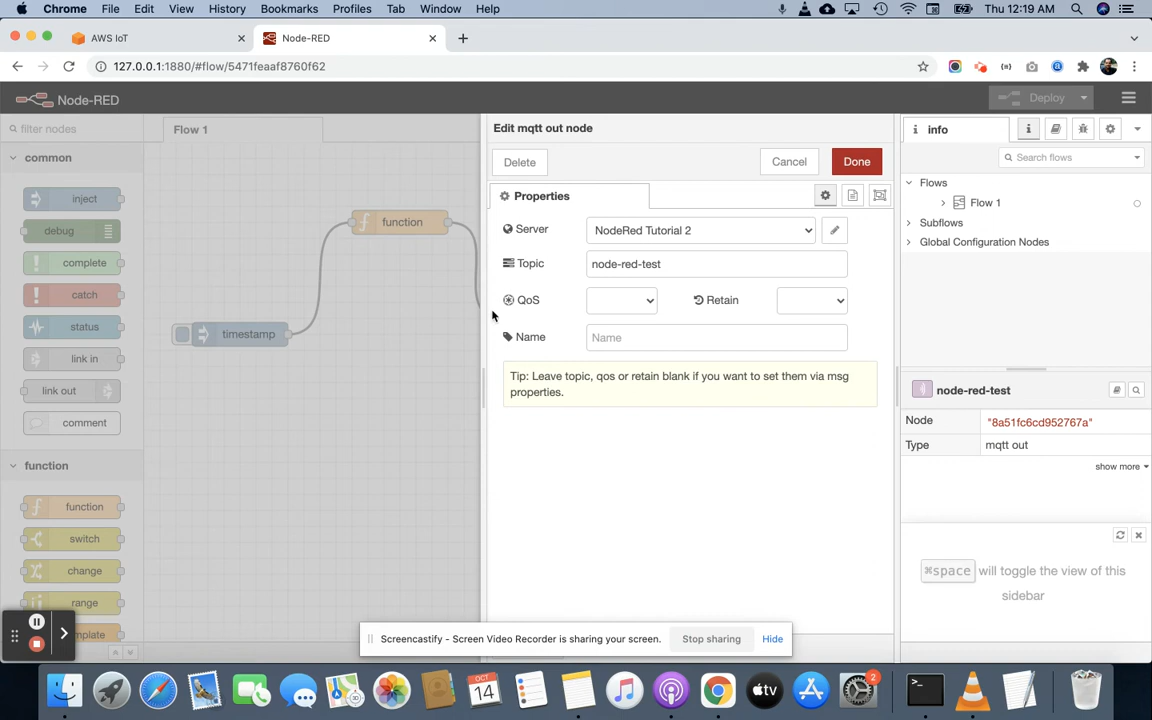 Chrome File Edit View History Bookmarks Profiles Tab Window Help Thu 12:19 AM
AWS IoT Node-RED
127.0.0.1:1880/#flow/5471feaaf8760f62
Node-RED Deploy
filter nodes Flow 1 Edit mqtt out node info
common
Delete Cancel Done Search flows
inject
debug
complete
catch
status
link in
link out
comment
function
function
switch
change
range
mplate
function
timestamp
Properties
Server NodeRed Tutorial 2
Topic node-red-test
QoS Retain
Name Name
Tip: Leave topic, qos or retain blank if you want to set them via msg
properties.
Flows
Flow 1
Subflows
Global Configuration Nodes
node-red-test
Node "8a51fc6cd952767a"
Type mqtt out
show more
⌘space will toggle the view of this
sidebar
Screencastify - Screen Video Recorder is sharing your screen. Stop sharing Hide
OCT
14
tv
2